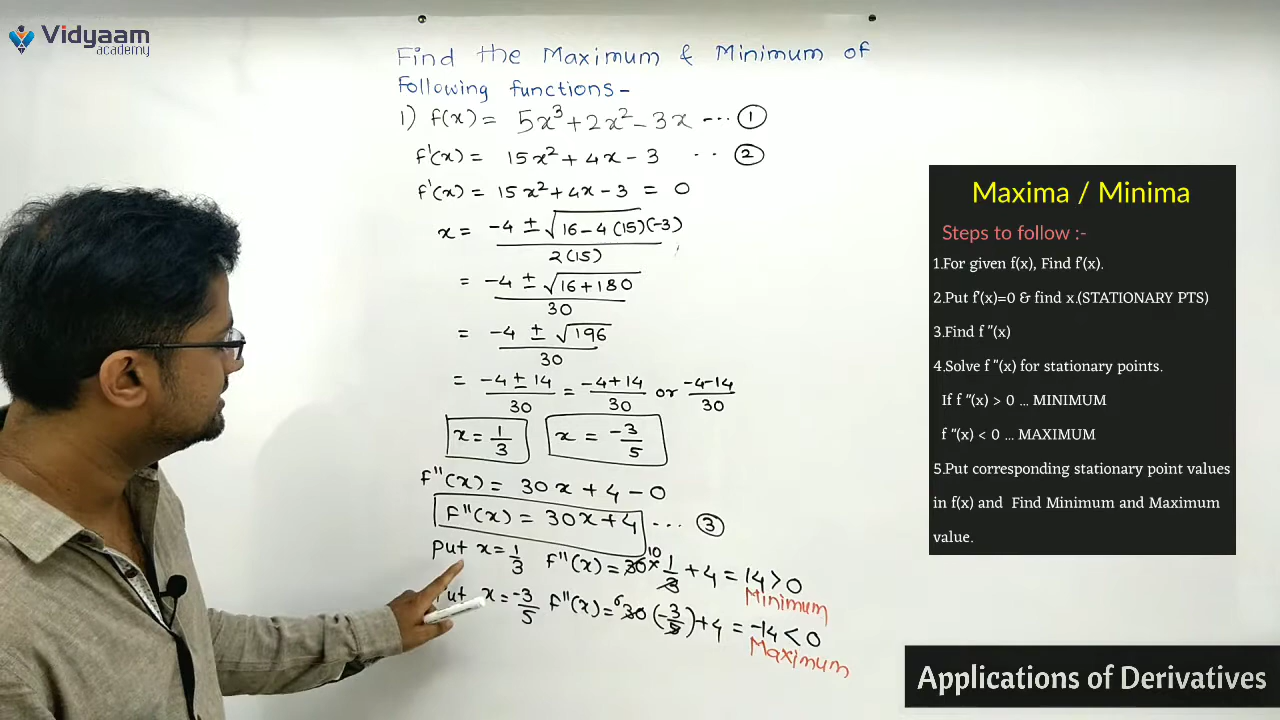 Vidyaam
academy
Find the Maximum & Minimum of
Following functions-
1) f(x) = 5x³+2x²-3x --- ①
f'(x) = 15x²+4x-3 .. ②
f'(x) = 15x²+4x-3 = 0
x = -4 ± √16-4(15)(-3) / 2(15)
= -4 ± √16+180 / 30
= -4 ± √196 / 30
= -4 ± 14 / 30 = -4+14 / 30 or -4-14 / 30
x = 1/3 x = -3/5
f''(x) = 30x + 4 - 0
f''(x) = 30x+4 --- ③
Put x = 1/3 f''(x) = 30 10 × 1/3 + 4 = 14 > 0
Minimum
Put x = -3/5 f''(x) = 6 30 (-3/5) + 4 = -14 < 0
Maximum
Maxima / Minima
Steps to follow :-
1.For given f(x), Find f'(x).
2.Put f'(x)=0 & find x.(STATIONARY PTS)
3.Find f "(x)
4.Solve f "(x) for stationary points.
If f "(x) > 0 ... MINIMUM
f "(x) < 0 ... MAXIMUM
5.Put corresponding stationary point values
in f(x) and Find Minimum and Maximum
value.
Applications of Derivatives